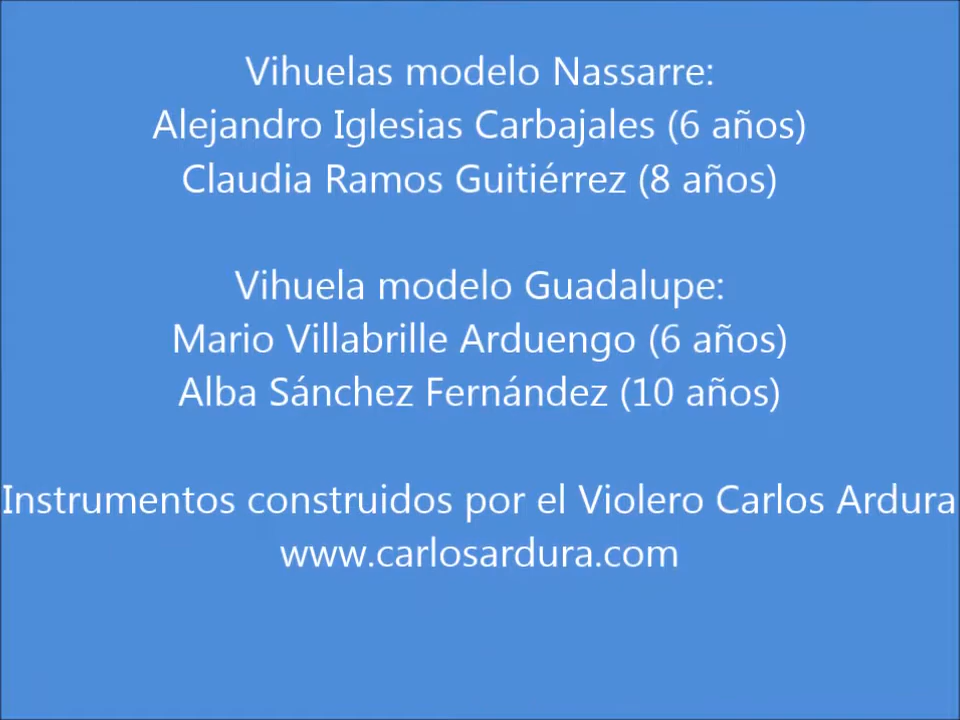 Vihuelas modelo Nassarre:
Alejandro Iglesias Carbajales (6 años)
Claudia Ramos Guitiérrez (8 años)
Vihuela modelo Guadalupe:
Mario Villabrille Arduengo (6 años)
Alba Sánchez Fernández (10 años)
Instrumentos construidos por el Violero Carlos Ardura
www.carlosardura.com